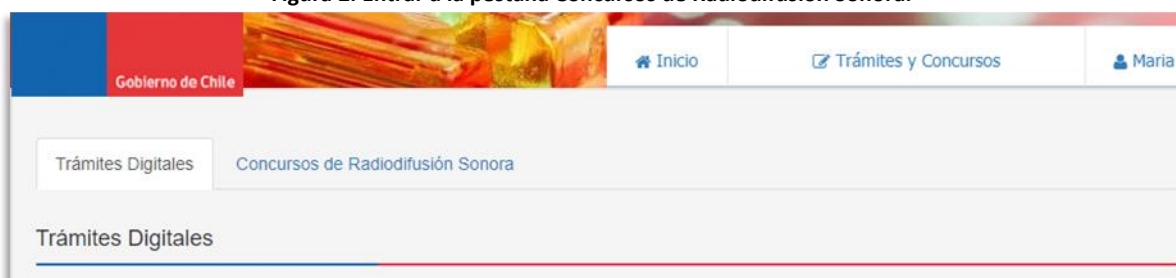 Figura 2. Entrar a la pestaña Concursos de Radiodifusión Sonora.
Gobierno de Chile
Inicio
Trámites y Concursos
Maria
Trámites Digitales
Concursos de Radiodifusión Sonora
Trámites Digitales